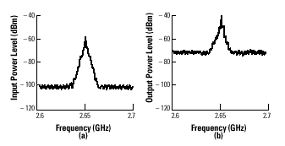 Input Power Level (dBm)
– 40
– 60
– 80
– 100
– 120
2.6
2.65
2.7
Frequency (GHz)
(a)
Output Power Level (dBm)
– 40
– 60
– 80
– 100
– 120
2.6
2.65
2.7
Frequency (GHz)
(b)